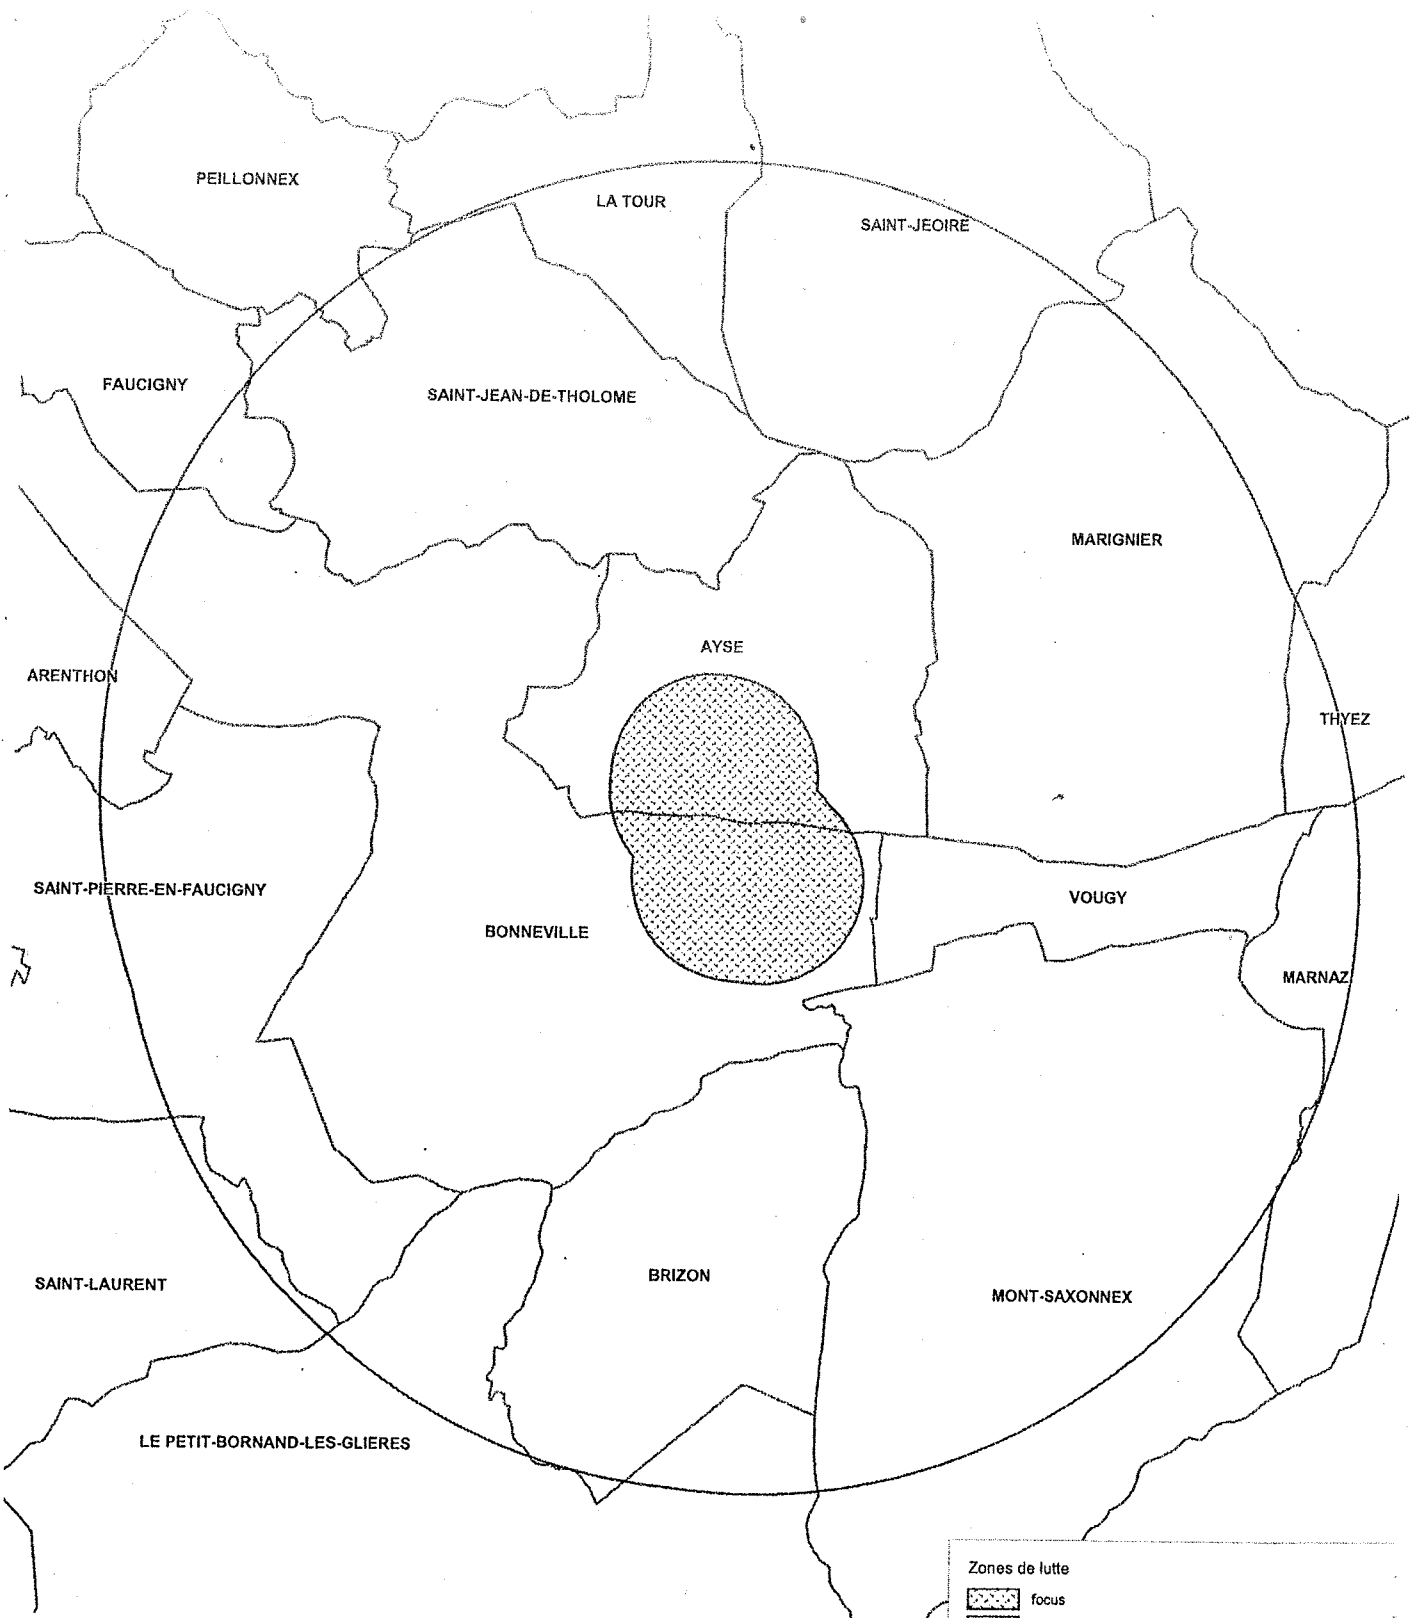 PEILLONNEX
LA TOUR
SAINT-JEOIRE
FAUCIGNY
SAINT-JEAN-DE-THOLOME
MARIGNIER
AYSE
ARENTHON
THYEZ
SAINT-PIERRE-EN-FAUCIGNY
VOUGY
BONNEVILLE
MARNAZ
BRIZON
SAINT-LAURENT
MONT-SAXONNEX
LE PETIT-BORNAND-LES-GLIERES
Zones de lutte
focus